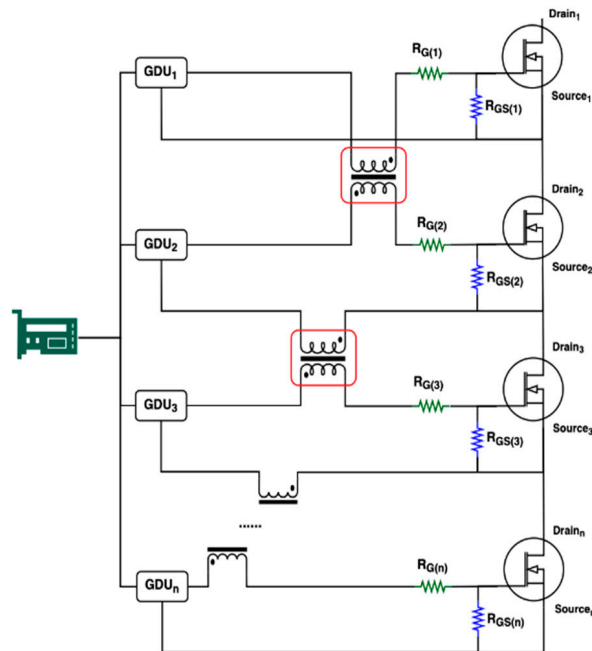 Drain1
GDU1
RG(1)
RGS(1)
Source1
Drain2
GDU2
RG(2)
RGS(2)
Source2
Drain3
GDU3
RG(3)
RGS(3)
Source3
......
Drainn
GDUn
RG(n)
RGS(n)